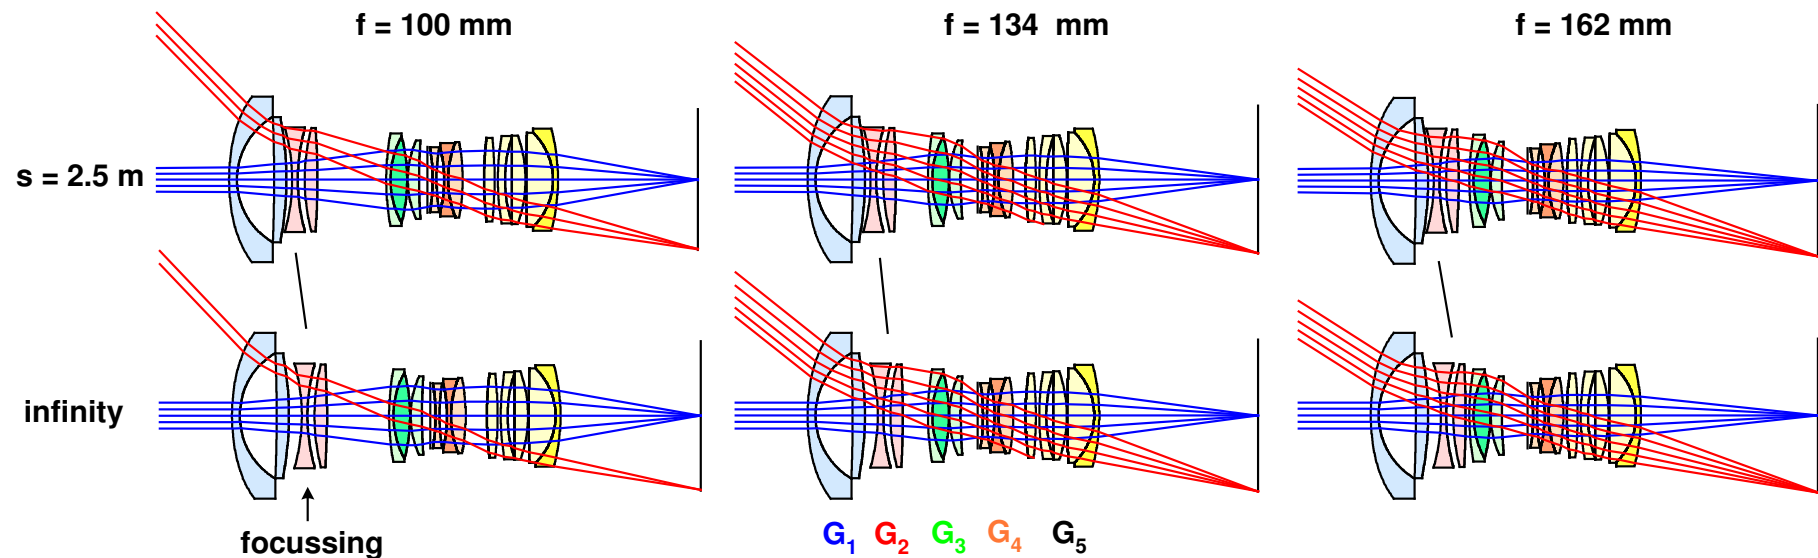 f = 100 mm
f = 134 mm
f = 162 mm
s = 2.5 m
infinity
focussing
G₁ G₂ G₃ G₄ G₅